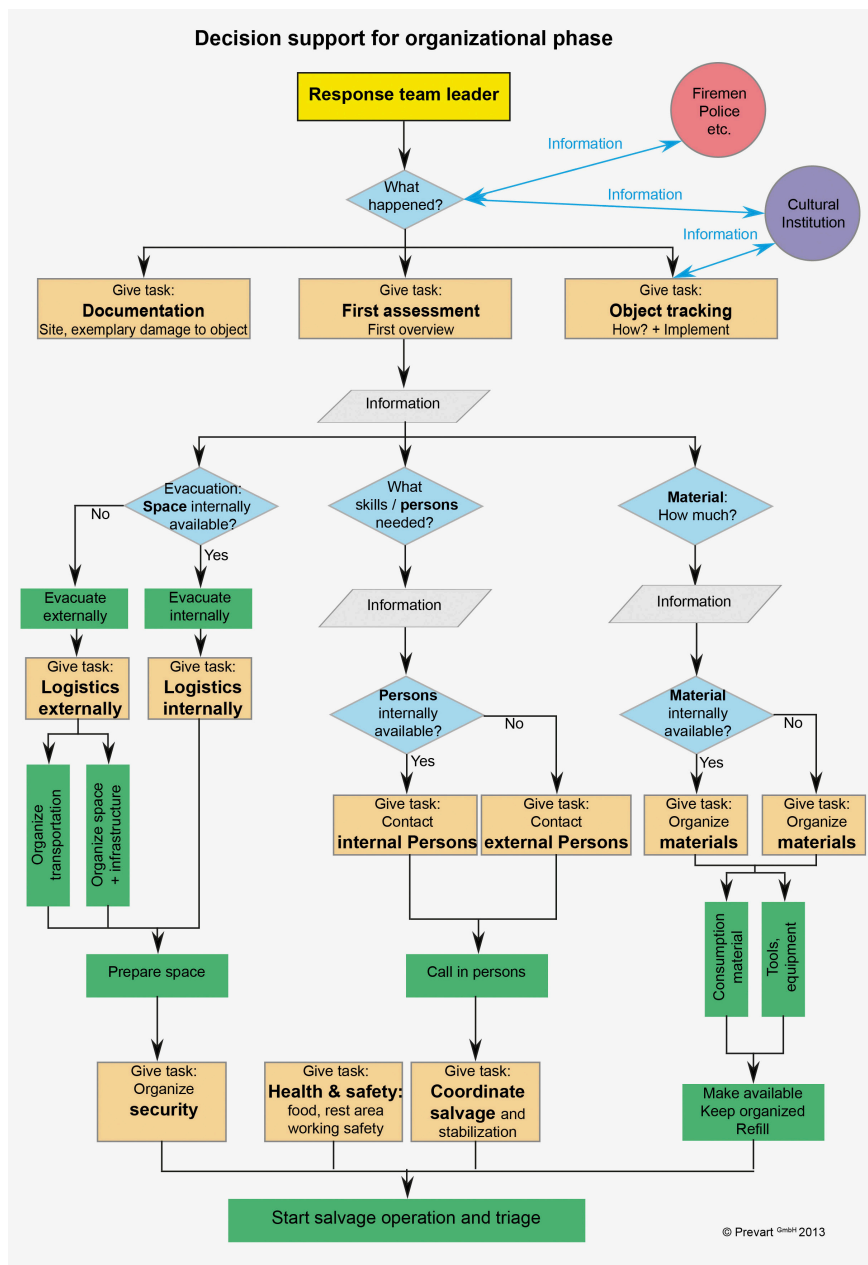 Decision support for organizational phase
Response team leader
Firemen
Police
etc.
Information
What
happened?
Information
Cultural
Institution
Information
Give task:
Documentation
Site, exemplary damage to object
Give task:
First assessment
First overview
Give task:
Object tracking
How? + Implement
Information
Evacuation:
Space internally
available?
What
skills / persons
needed?
Material:
How much?
No
Yes
Evacuate
externally
Evacuate
internally
Information
Information
Give task:
Logistics
externally
Give task:
Logistics
internally
Persons
internally
available?
Material
internally
available?
No
No
Yes
Yes
Organize
transportation
Organize space
+ infrastructure
Give task:
Contact
internal Persons
Give task:
Contact
external Persons
Give task:
Organize
materials
Give task:
Organize
materials
Consumption
material
Tools,
equipment
Prepare space
Call in persons
Give task:
Organize
security
Give task:
Health & safety:
food, rest area
working safety
Give task:
Coordinate
salvage and
stabilization
Make available
Keep organized
Refill
Start salvage operation and triage
© Prevart GmbH 2013